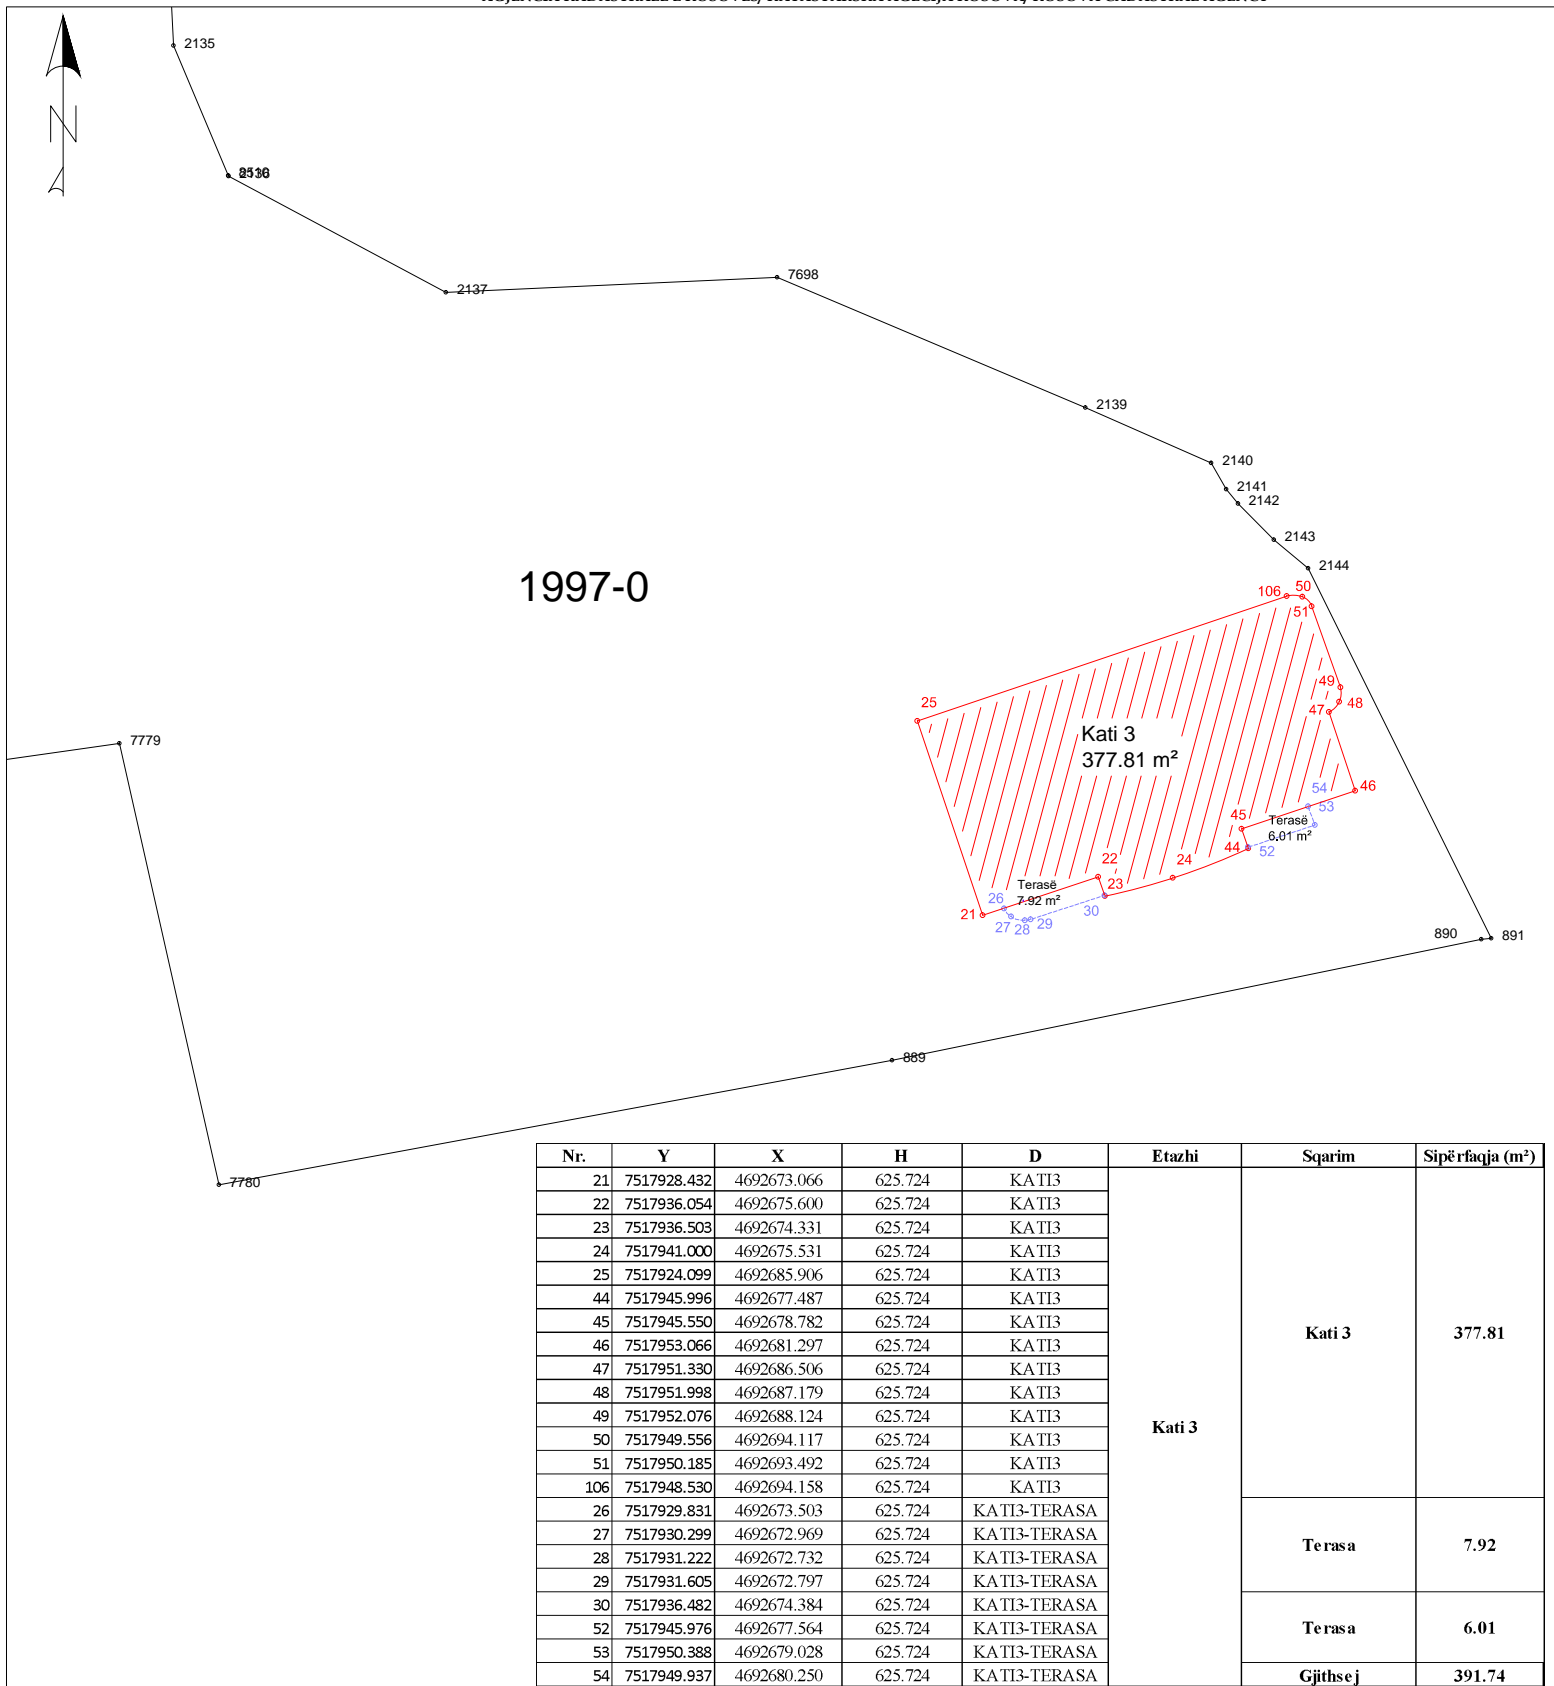 2135
2136
2137
7698
2139
2140
2141
2142
2143
2144
1997-0
106
50
51
25
49
48
47
Kati 3
377.81 m²
7779
46
54
53
45
Terasë
6.01 m²
44
52
22
24
Terasë
7.92 m²
23
26
30
21
27
28
29
890
891
889
7780
Nr. Y X H D Etazhi Sqarim Sipërfaqja (m²)
21 7517928.432 4692673.066 625.724 KATI3
22 7517936.054 4692675.600 625.724 KATI3
23 7517936.503 4692674.331 625.724 KATI3
24 7517941.000 4692675.531 625.724 KATI3
25 7517924.099 4692685.906 625.724 KATI3
44 7517945.996 4692677.487 625.724 KATI3
45 7517945.550 4692678.782 625.724 KATI3
46 7517953.066 4692681.297 625.724 KATI3
Kati 3 377.81
47 7517951.330 4692686.506 625.724 KATI3
48 7517951.998 4692687.179 625.724 KATI3
49 7517952.076 4692688.124 625.724 KATI3
Kati 3
50 7517949.556 4692694.117 625.724 KATI3
51 7517950.185 4692693.492 625.724 KATI3
106 7517948.530 4692694.158 625.724 KATI3
26 7517929.831 4692673.503 625.724 KATI3-TERASA
27 7517930.299 4692672.969 625.724 KATI3-TERASA
Terasa 7.92
28 7517931.222 4692672.732 625.724 KATI3-TERASA
29 7517931.605 4692672.797 625.724 KATI3-TERASA
30 7517936.482 4692674.384 625.724 KATI3-TERASA
52 7517945.976 4692677.564 625.724 KATI3-TERASA Terasa 6.01
53 7517950.388 4692679.028 625.724 KATI3-TERASA
54 7517949.937 4692680.250 625.724 KATI3-TERASA Gjithsej 391.74